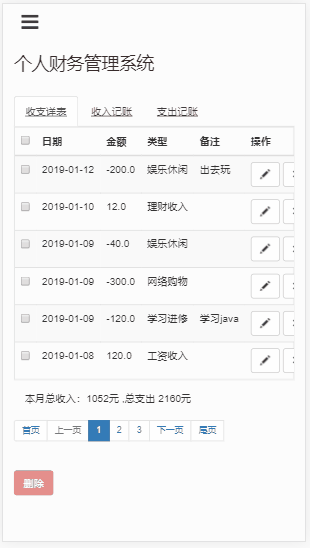 个人财务管理系统
收支详表 收入记账 支出记账
日期 金额 类型 备注 操作
2019-01-12 -200.0 娱乐休闲 出去玩
2019-01-10 12.0 理财收入
2019-01-09 -40.0 娱乐休闲
2019-01-09 -300.0 网络购物
2019-01-09 -120.0 学习进修 学习java
2019-01-08 120.0 工资收入
本月总收入：1052元 ,总支出 2160元
首页 上一页 1 2 3 下一页 尾页
删除